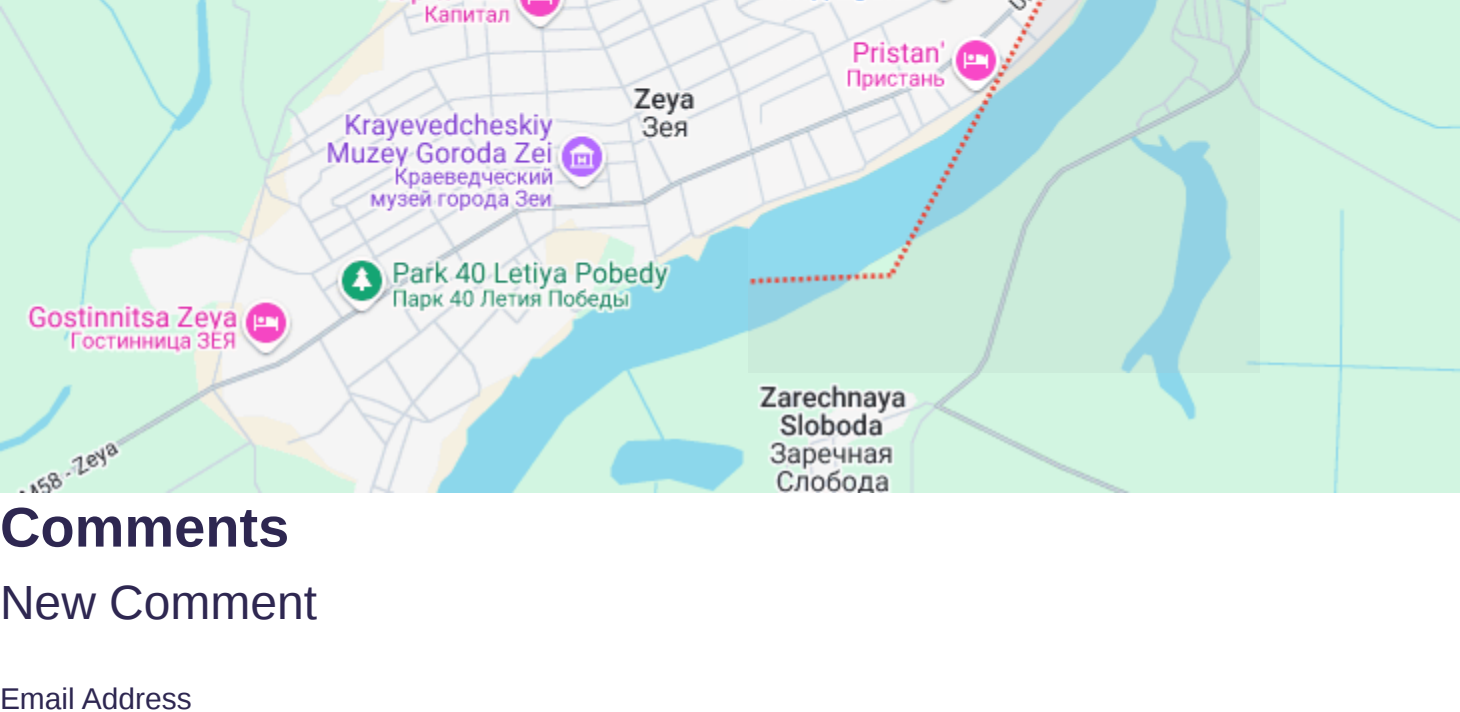 Капитал
Pristan'
Пристань
Zeya
Зея
Krayevedcheskiy
Muzey Goroda Zei
Краеведческий
музей города Зеи
Park 40 Letiya Pobedy
Парк 40 Летия Победы
Gostinnitsa Zeya
Гостинница ЗЕЯ
Zarechnaya
Sloboda
Заречная
Слобода
458 - Zeya
Comments
New Comment
Email Address